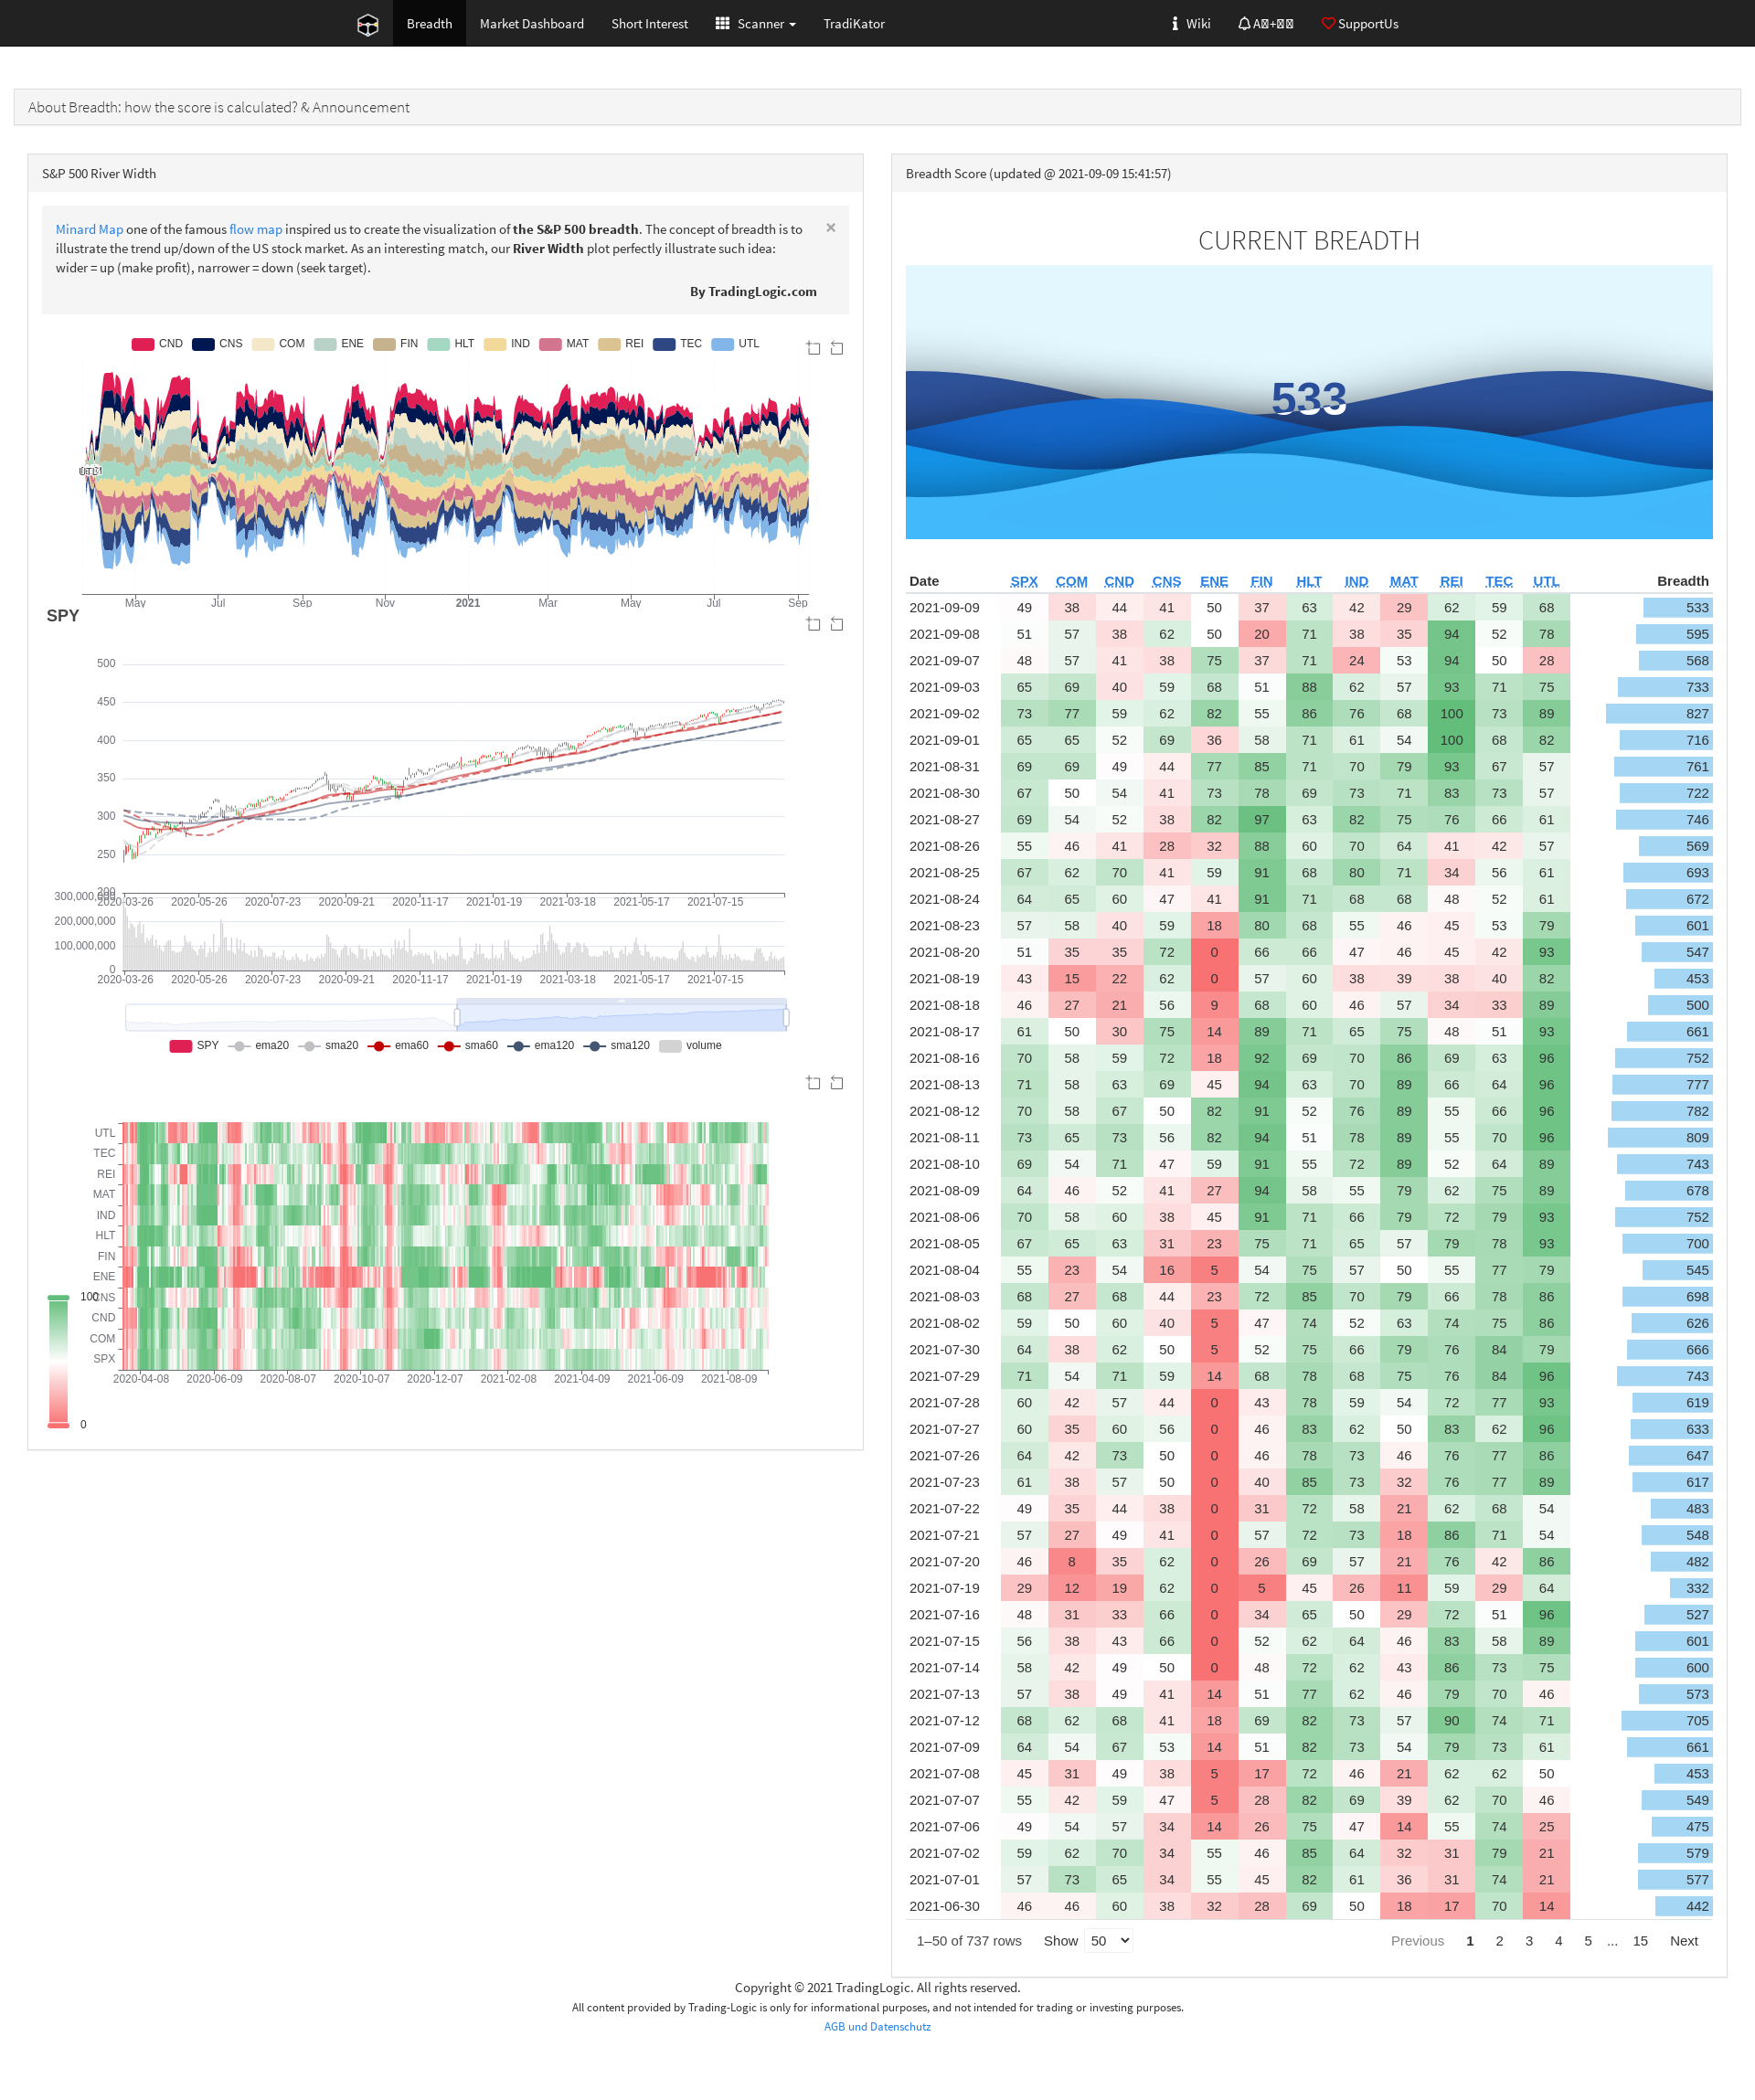 Breadth Market Dashboard Short Interest Scanner TradiKator Wiki SupportUs
About Breadth: how the score is calculated? & Announcement
S&P 500 River Width
Minard Map one of the famous flow map inspired us to create the visualization of the S&P 500 breadth. The concept of breadth is to
illustrate the trend up/down of the US stock market. As an interesting match, our River Width plot perfectly illustrate such idea:
wider = up (make profit), narrower = down (seek target).
×
By TradingLogic.com
CND CNS COM ENE FIN HLT IND MAT REI TEC UTL
UTL
May Jul Sep Nov 2021 Mar May Jul Sep
SPY
500
450
400
350
300
250
200
2020-03-26 2020-05-26 2020-07-23 2020-09-21 2020-11-17 2021-01-19 2021-03-18 2021-05-17 2021-07-15
300,000,000
200,000,000
100,000,000
0
2020-03-26 2020-05-26 2020-07-23 2020-09-21 2020-11-17 2021-01-19 2021-03-18 2021-05-17 2021-07-15
SPY ema20 sma20 ema60 sma60 ema120 sma120 volume
UTL
TEC
REI
MAT
IND
HLT
FIN
ENE
CNS
CND
COM
SPX
2020-04-08 2020-06-09 2020-08-07 2020-10-07 2020-12-07 2021-02-08 2021-04-09 2021-06-09 2021-08-09
100
0
Breadth Score (updated @ 2021-09-09 15:41:57)
CURRENT BREADTH
533
Date SPX COM CND CNS ENE FIN HLT IND MAT REI TEC UTL Breadth
2021-09-09 49 38 44 41 50 37 63 42 29 62 59 68 533
2021-09-08 51 57 38 62 50 20 71 38 35 94 52 78 595
2021-09-07 48 57 41 38 75 37 71 24 53 94 50 28 568
2021-09-03 65 69 40 59 68 51 88 62 57 93 71 75 733
2021-09-02 73 77 59 62 82 55 86 76 68 100 73 89 827
2021-09-01 65 65 52 69 36 58 71 61 54 100 68 82 716
2021-08-31 69 69 49 44 77 85 71 70 79 93 67 57 761
2021-08-30 67 50 54 41 73 78 69 73 71 83 73 57 722
2021-08-27 69 54 52 38 82 97 63 82 75 76 66 61 746
2021-08-26 55 46 41 28 32 88 60 70 64 41 42 57 569
2021-08-25 67 62 70 41 59 91 68 80 71 34 56 61 693
2021-08-24 64 65 60 47 41 91 71 68 68 48 52 61 672
2021-08-23 57 58 40 59 18 80 68 55 46 45 53 79 601
2021-08-20 51 35 35 72 0 66 66 47 46 45 42 93 547
2021-08-19 43 15 22 62 0 57 60 38 39 38 40 82 453
2021-08-18 46 27 21 56 9 68 60 46 57 34 33 89 500
2021-08-17 61 50 30 75 14 89 71 65 75 48 51 93 661
2021-08-16 70 58 59 72 18 92 69 70 86 69 63 96 752
2021-08-13 71 58 63 69 45 94 63 70 89 66 64 96 777
2021-08-12 70 58 67 50 82 91 52 76 89 55 66 96 782
2021-08-11 73 65 73 56 82 94 51 78 89 55 70 96 809
2021-08-10 69 54 71 47 59 91 55 72 89 52 64 89 743
2021-08-09 64 46 52 41 27 94 58 55 79 62 75 89 678
2021-08-06 70 58 60 38 45 91 71 66 79 72 79 93 752
2021-08-05 67 65 63 31 23 75 71 65 57 79 78 93 700
2021-08-04 55 23 54 16 5 54 75 57 50 55 77 79 545
2021-08-03 68 27 68 44 23 72 85 70 79 66 78 86 698
2021-08-02 59 50 60 40 5 47 74 52 63 74 75 86 626
2021-07-30 64 38 62 50 5 52 75 66 79 76 84 79 666
2021-07-29 71 54 71 59 14 68 78 68 75 76 84 96 743
2021-07-28 60 42 57 44 0 43 78 59 54 72 77 93 619
2021-07-27 60 35 60 56 0 46 83 62 50 83 62 96 633
2021-07-26 64 42 73 50 0 46 78 73 46 76 77 86 647
2021-07-23 61 38 57 50 0 40 85 73 32 76 77 89 617
2021-07-22 49 35 44 38 0 31 72 58 21 62 68 54 483
2021-07-21 57 27 49 41 0 57 72 73 18 86 71 54 548
2021-07-20 46 8 35 62 0 26 69 57 21 76 42 86 482
2021-07-19 29 12 19 62 0 5 45 26 11 59 29 64 332
2021-07-16 48 31 33 66 0 34 65 50 29 72 51 96 527
2021-07-15 56 38 43 66 0 52 62 64 46 83 58 89 601
2021-07-14 58 42 49 50 0 48 72 62 43 86 73 75 600
2021-07-13 57 38 49 41 14 51 77 62 46 79 70 46 573
2021-07-12 68 62 68 41 18 69 82 73 57 90 74 71 705
2021-07-09 64 54 67 53 14 51 82 73 54 79 73 61 661
2021-07-08 45 31 49 38 5 17 72 46 21 62 62 50 453
2021-07-07 55 42 59 47 5 28 82 69 39 62 70 46 549
2021-07-06 49 54 57 34 14 26 75 47 14 55 74 25 475
2021-07-02 59 62 70 34 55 46 85 64 32 31 79 21 579
2021-07-01 57 73 65 34 55 45 82 61 36 31 74 21 577
2021-06-30 46 46 60 38 32 28 69 50 18 17 70 14 442
1–50 of 737 rows Show 50 Previous 1 2 3 4 5 ... 15 Next
Copyright © 2021 TradingLogic. All rights reserved.
All content provided by Trading-Logic is only for informational purposes, and not intended for trading or investing purposes.
AGB und Datenschutz